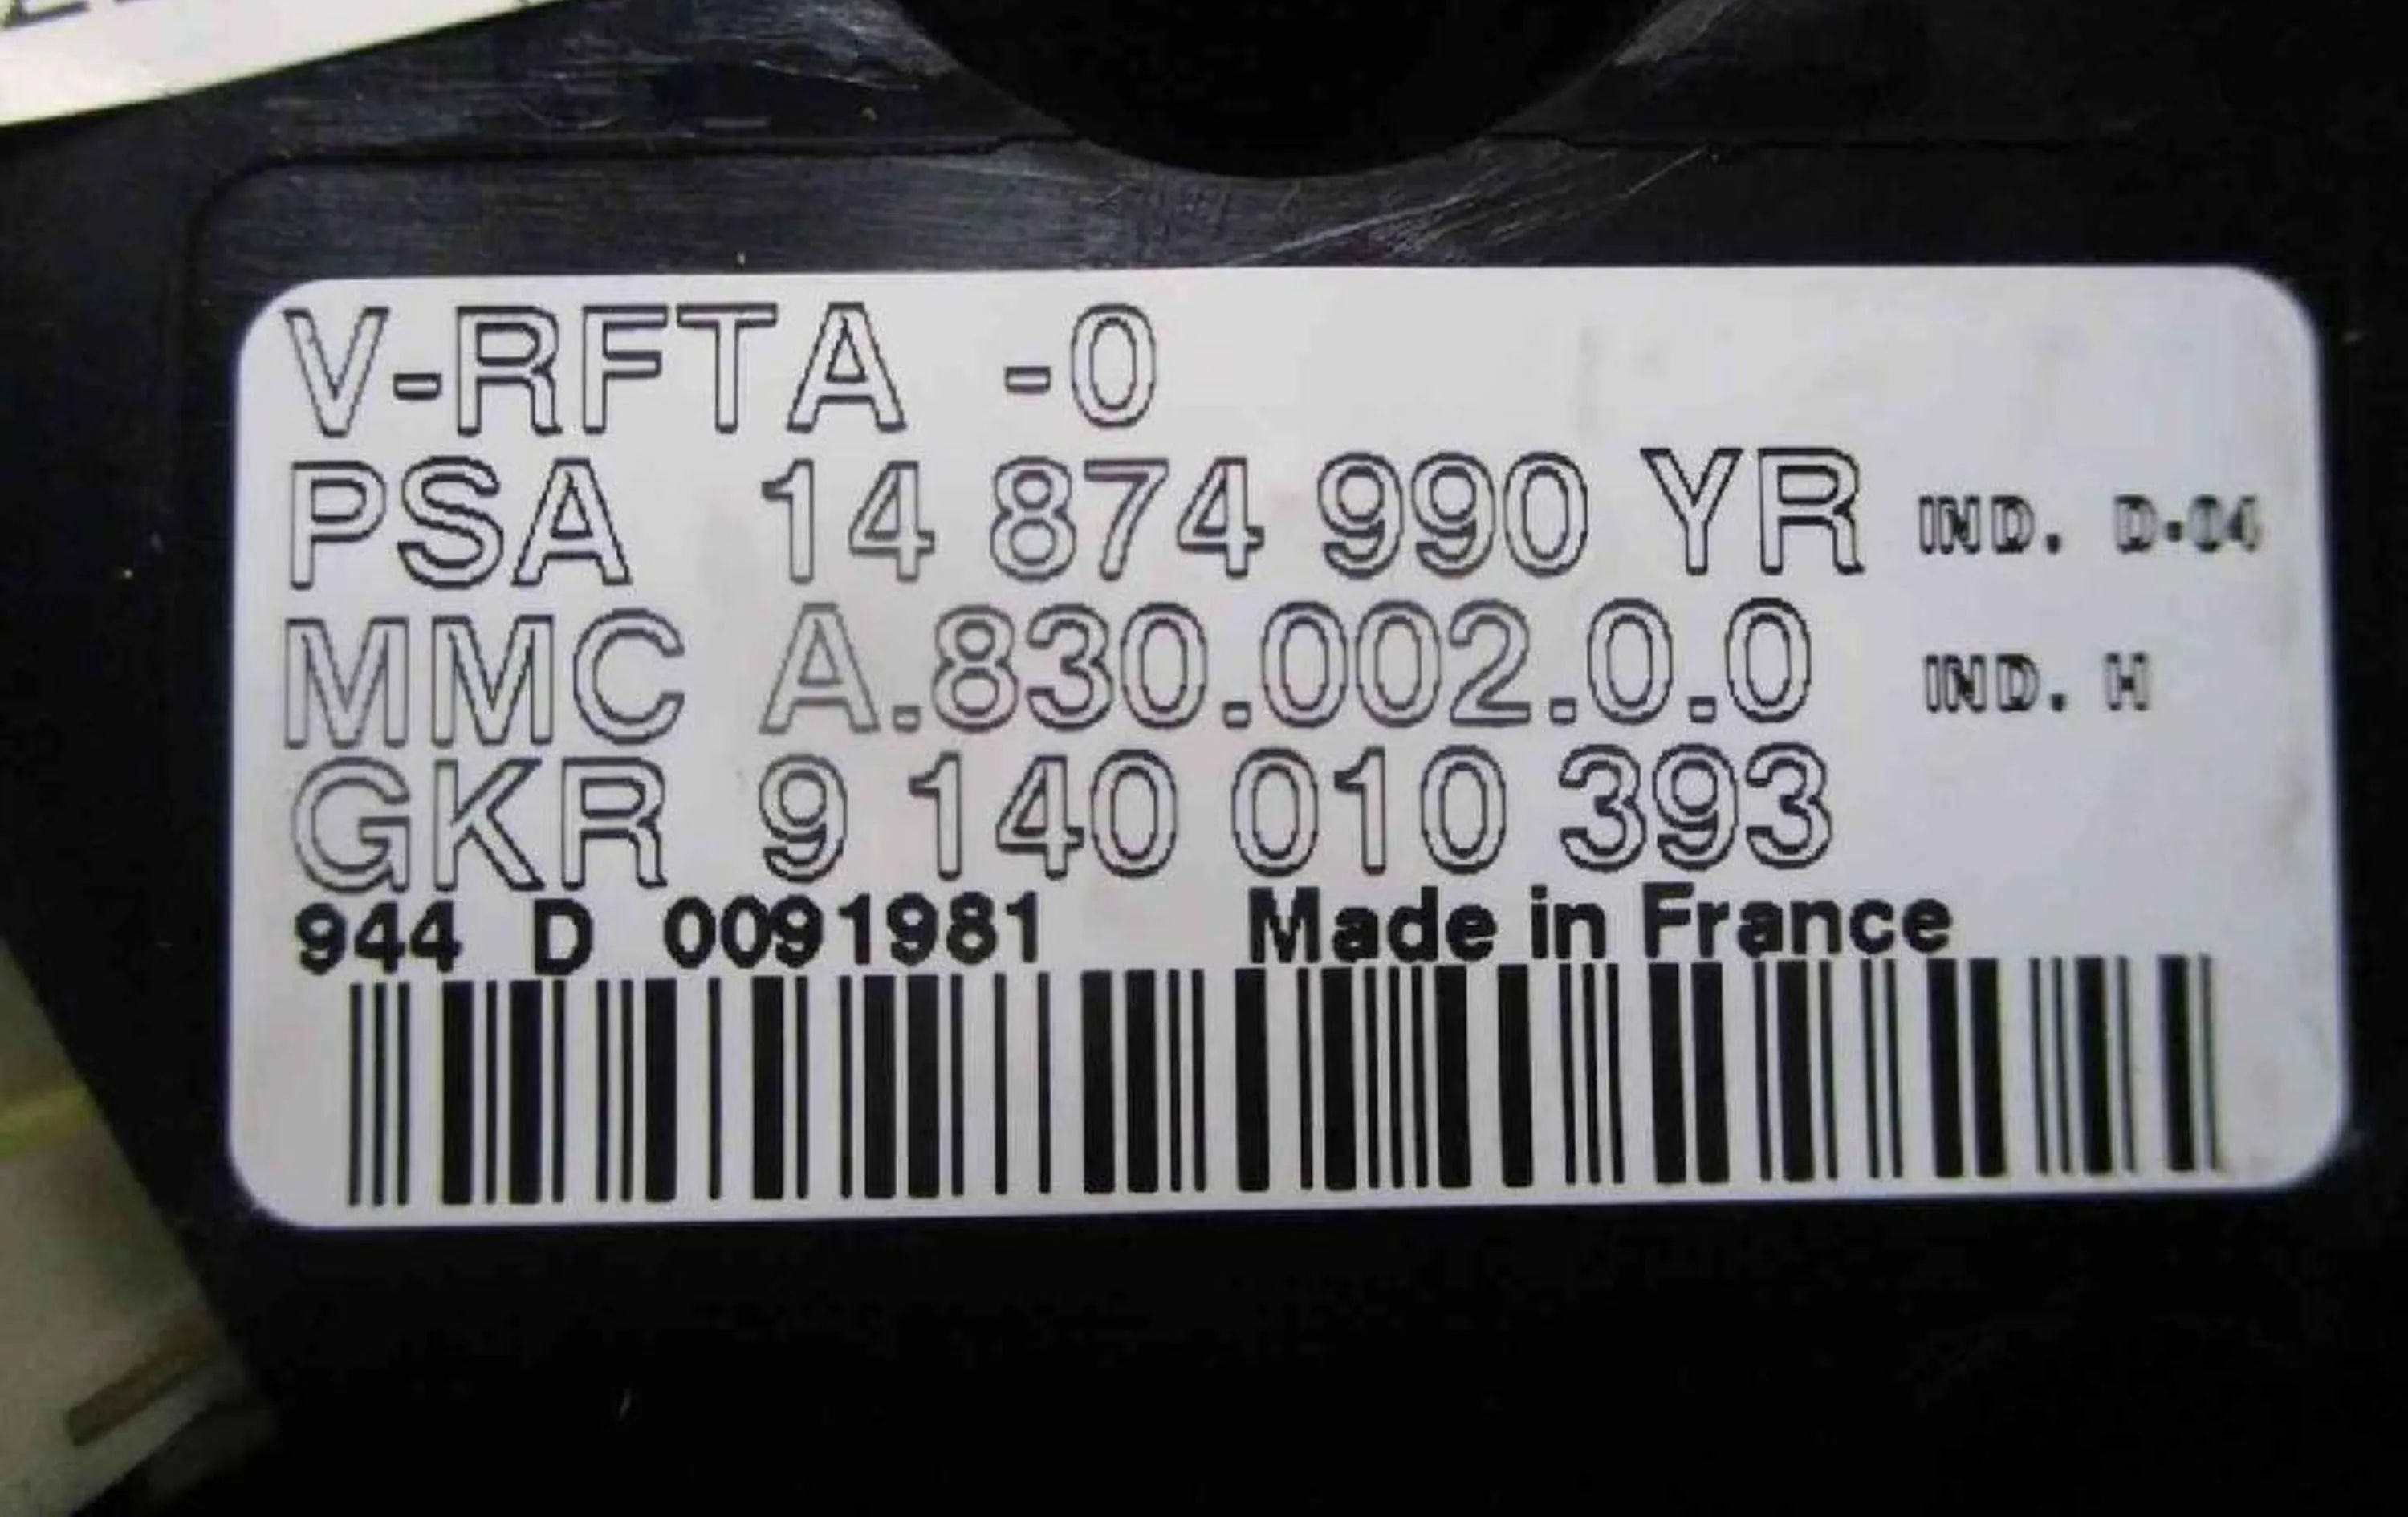 V-RFTA -0
PSA 14 874 990 YR IND. D-04
MMC A.830.002.0.0 IND. H
GKR 9 140 010 393
944 D 0091981 Made in France